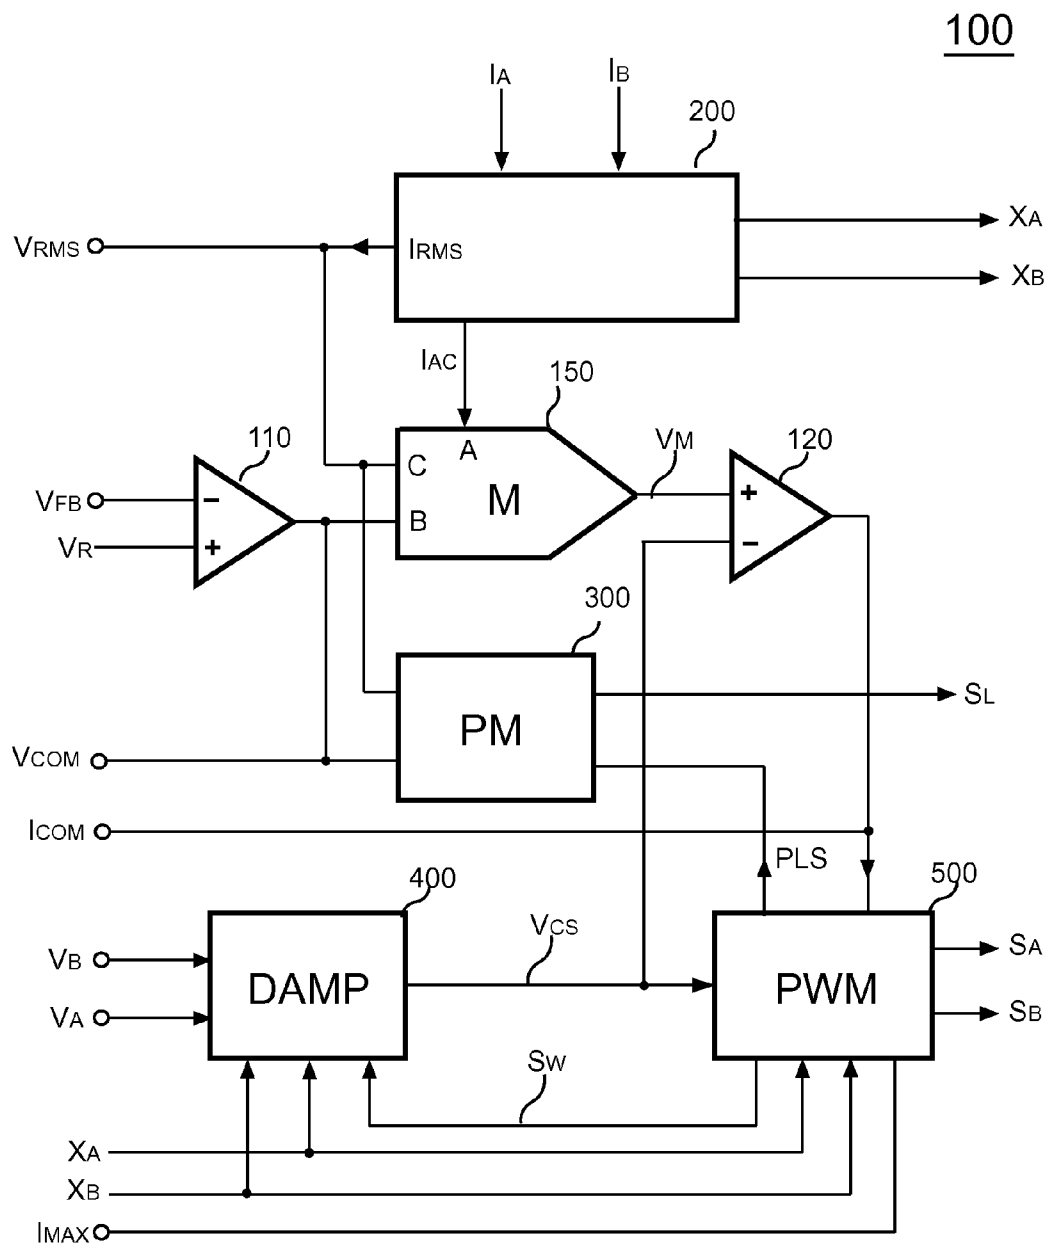 100
IA
IB
200
XA
VRMS
IRMS
XB
IAC
150
110
A
VM
120
C
VFB
−
M
+
B
VR
+
−
300
PM
SL
VCOM
ICOM
PLS
400
500
VCS
SA
VB
DAMP
PWM
VA
SB
SW
XA
XB
IMAX